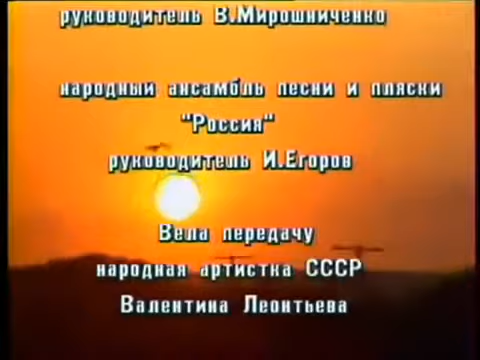 руководитель В.Мирошниченко
народный ансамбль песни и пляски
"Россия"
руководитель И.Егоров
Вела передачу
народная артистка СССР
Валентина Леонтьева